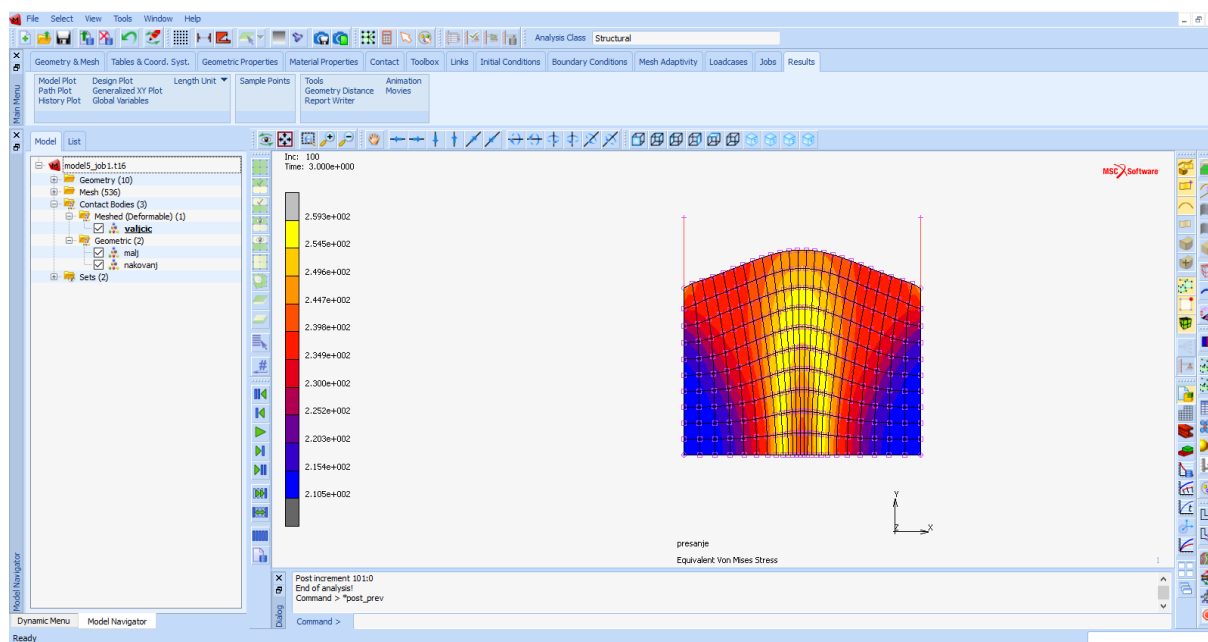 File Select View Tools Window Help
Analysis Class Structural
Geometry & Mesh Tables & Coord. Syst. Geometric Properties Material Properties Contact Toolbox Links Initial Conditions Boundary Conditions Mesh Adaptivity Loadcases Jobs Results
Main Menu
Model Plot Design Plot Length Unit Sample Points Tools Animation
Path Plot Generalized XY Plot Geometry Distance Movies
History Plot Global Variables Report Writer
Model List
model5_job1.t16
Geometry (10)
Mesh (536)
Contact Bodies (3)
Meshed (Deformable) (1)
valjcic
Geometric (2)
malj
nakovanj
Sets (2)
Model Navigator
Inc: 100
Time: 3.000e+000
MSC Software
2.593e+002
2.545e+002
2.496e+002
2.447e+002
2.398e+002
2.349e+002
2.300e+002
2.252e+002
2.203e+002
2.154e+002
2.105e+002
Y
Z X
presanje
Equivalent Von Mises Stress
1
Dialog
Post increment 101:0
End of analysis!
Command > *post_prev
Command >
Dynamic Menu Model Navigator
Ready